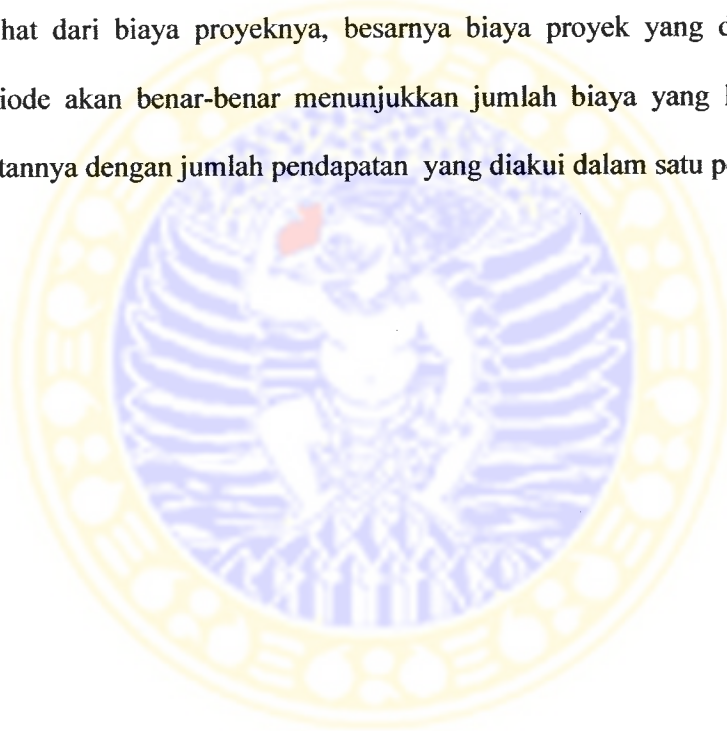 hat dari biaya proyeknya, besarnya biaya proyek yang
iode akan benar-benar menunjukkan jumlah biaya yang
tannya dengan jumlah pendapatan yang diakui dalam satu p